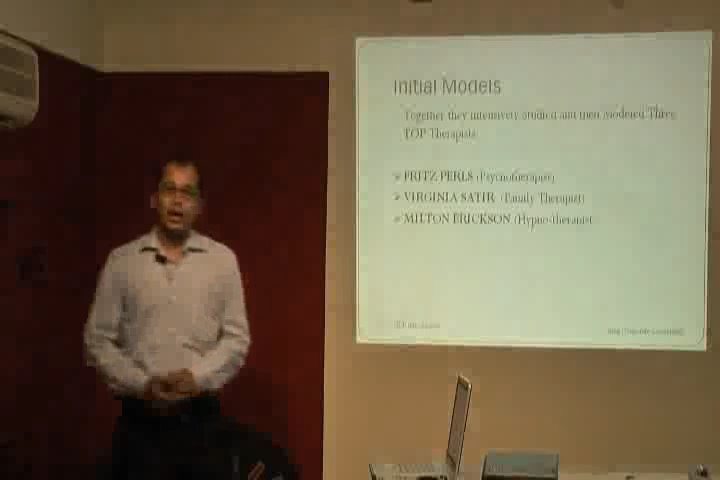 Initial Models
Together they intensively studied and then modeled Three
TOP Therapists
FRITZ PERLS (Psychotherapist)
VIRGINIA SATIR (Family Therapist)
MILTON ERICKSON (Hypno-therapist